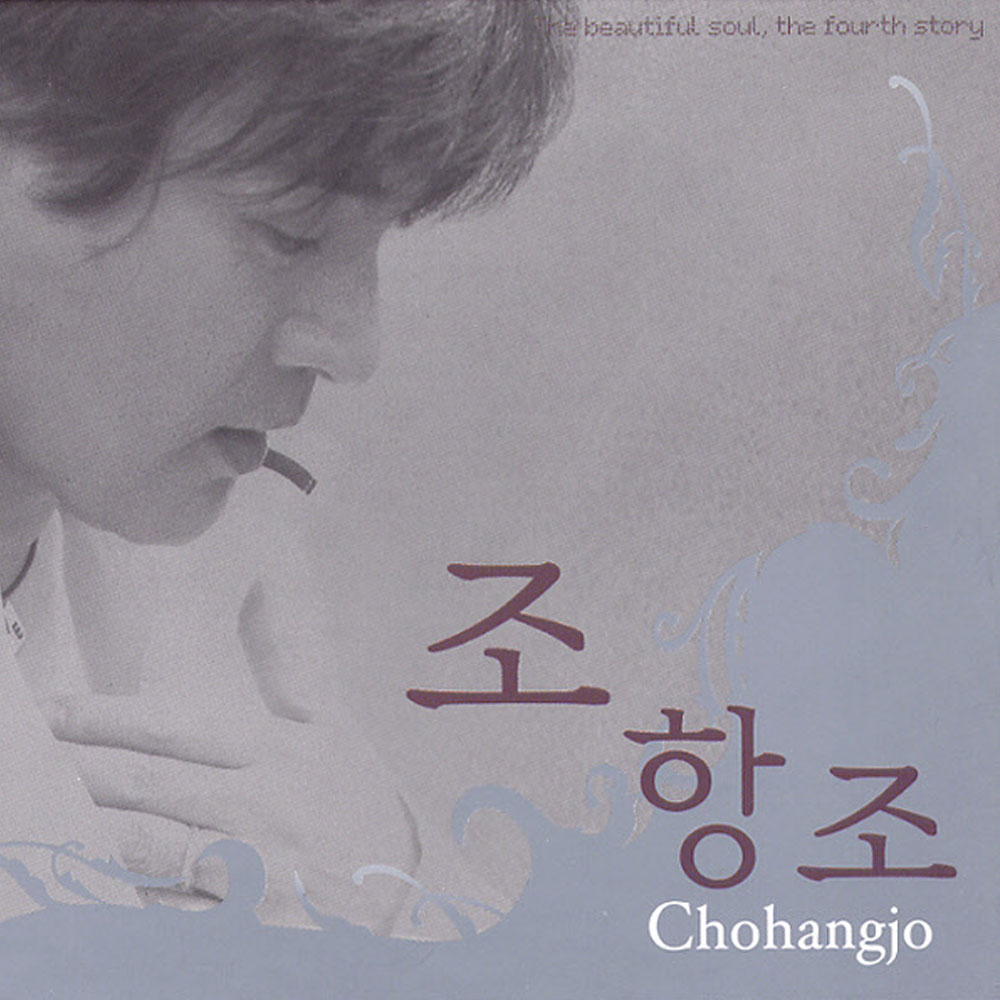 the beautiful soul, the fourth story
조항조
Chohangjo